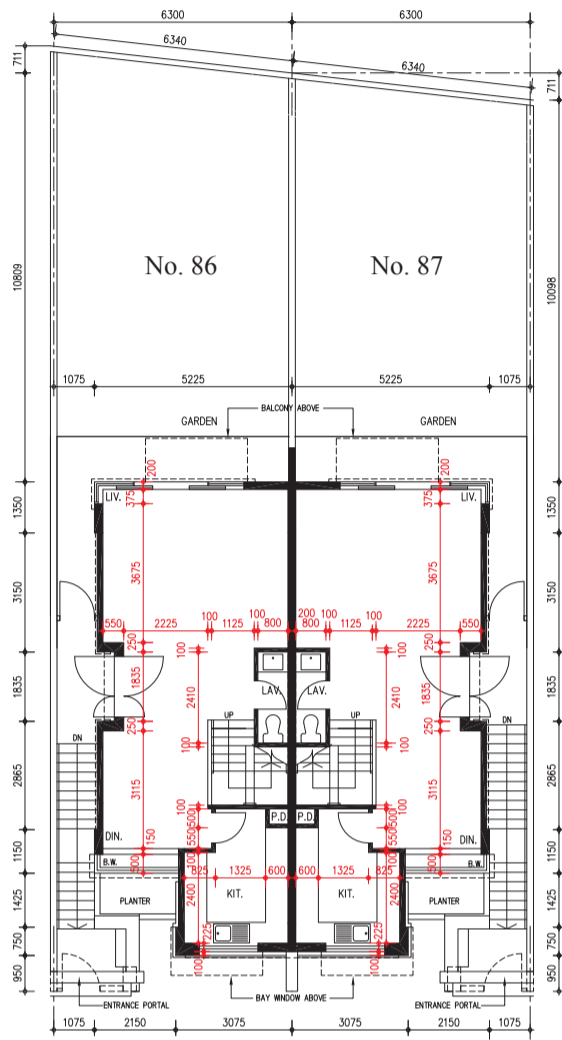 6300 6300
6340
6340
711
711
10809
10098
No. 86 No. 87
1075 5225 5225 1075
BALCONY ABOVE
GARDEN GARDEN
200
LIV. 375 375 LIV.
1350 1350
3675 3675
3150 3150
100 100 200 100 100
550 2225 1125 800 800 1125 2225 550
250 100 100 250
1835 1835 2410 LAV. LAV. 2410 1835 1835
250 UP UP 250
DN 100 100 DN
2865 3115 3115 2865
100 100
500 P.D. P.D. 500
DIN. 150 550 550 150 DIN.
1150 B.W. 500 100 100 500 B.W. 1150
825 1325 600 600 1325 825
2400 KIT. KIT. 2400
PLANTER PLANTER
1425 1425
225 225
750 100 100 750
950 950
ENTRANCE PORTAL BAY WINDOW ABOVE ENTRANCE PORTAL
1075 2150 3075 3075 2150 1075